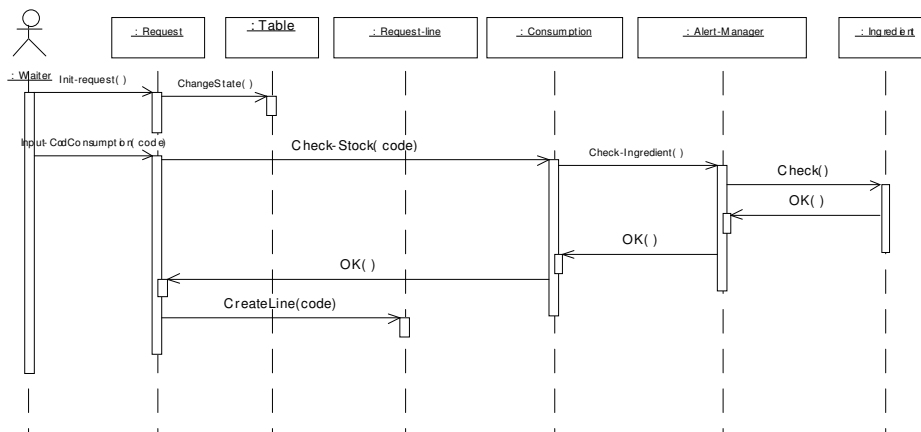 : Request
: Table
: Request-line
: Consumption
: Alert-Manager
: Ingredient
: Waiter
Init-request( )
ChangeState( )
Input-CodConsumption( code)
Check-Stock( code)
Check-Ingredient( )
Check()
OK( )
OK( )
OK( )
CreateLine(code)